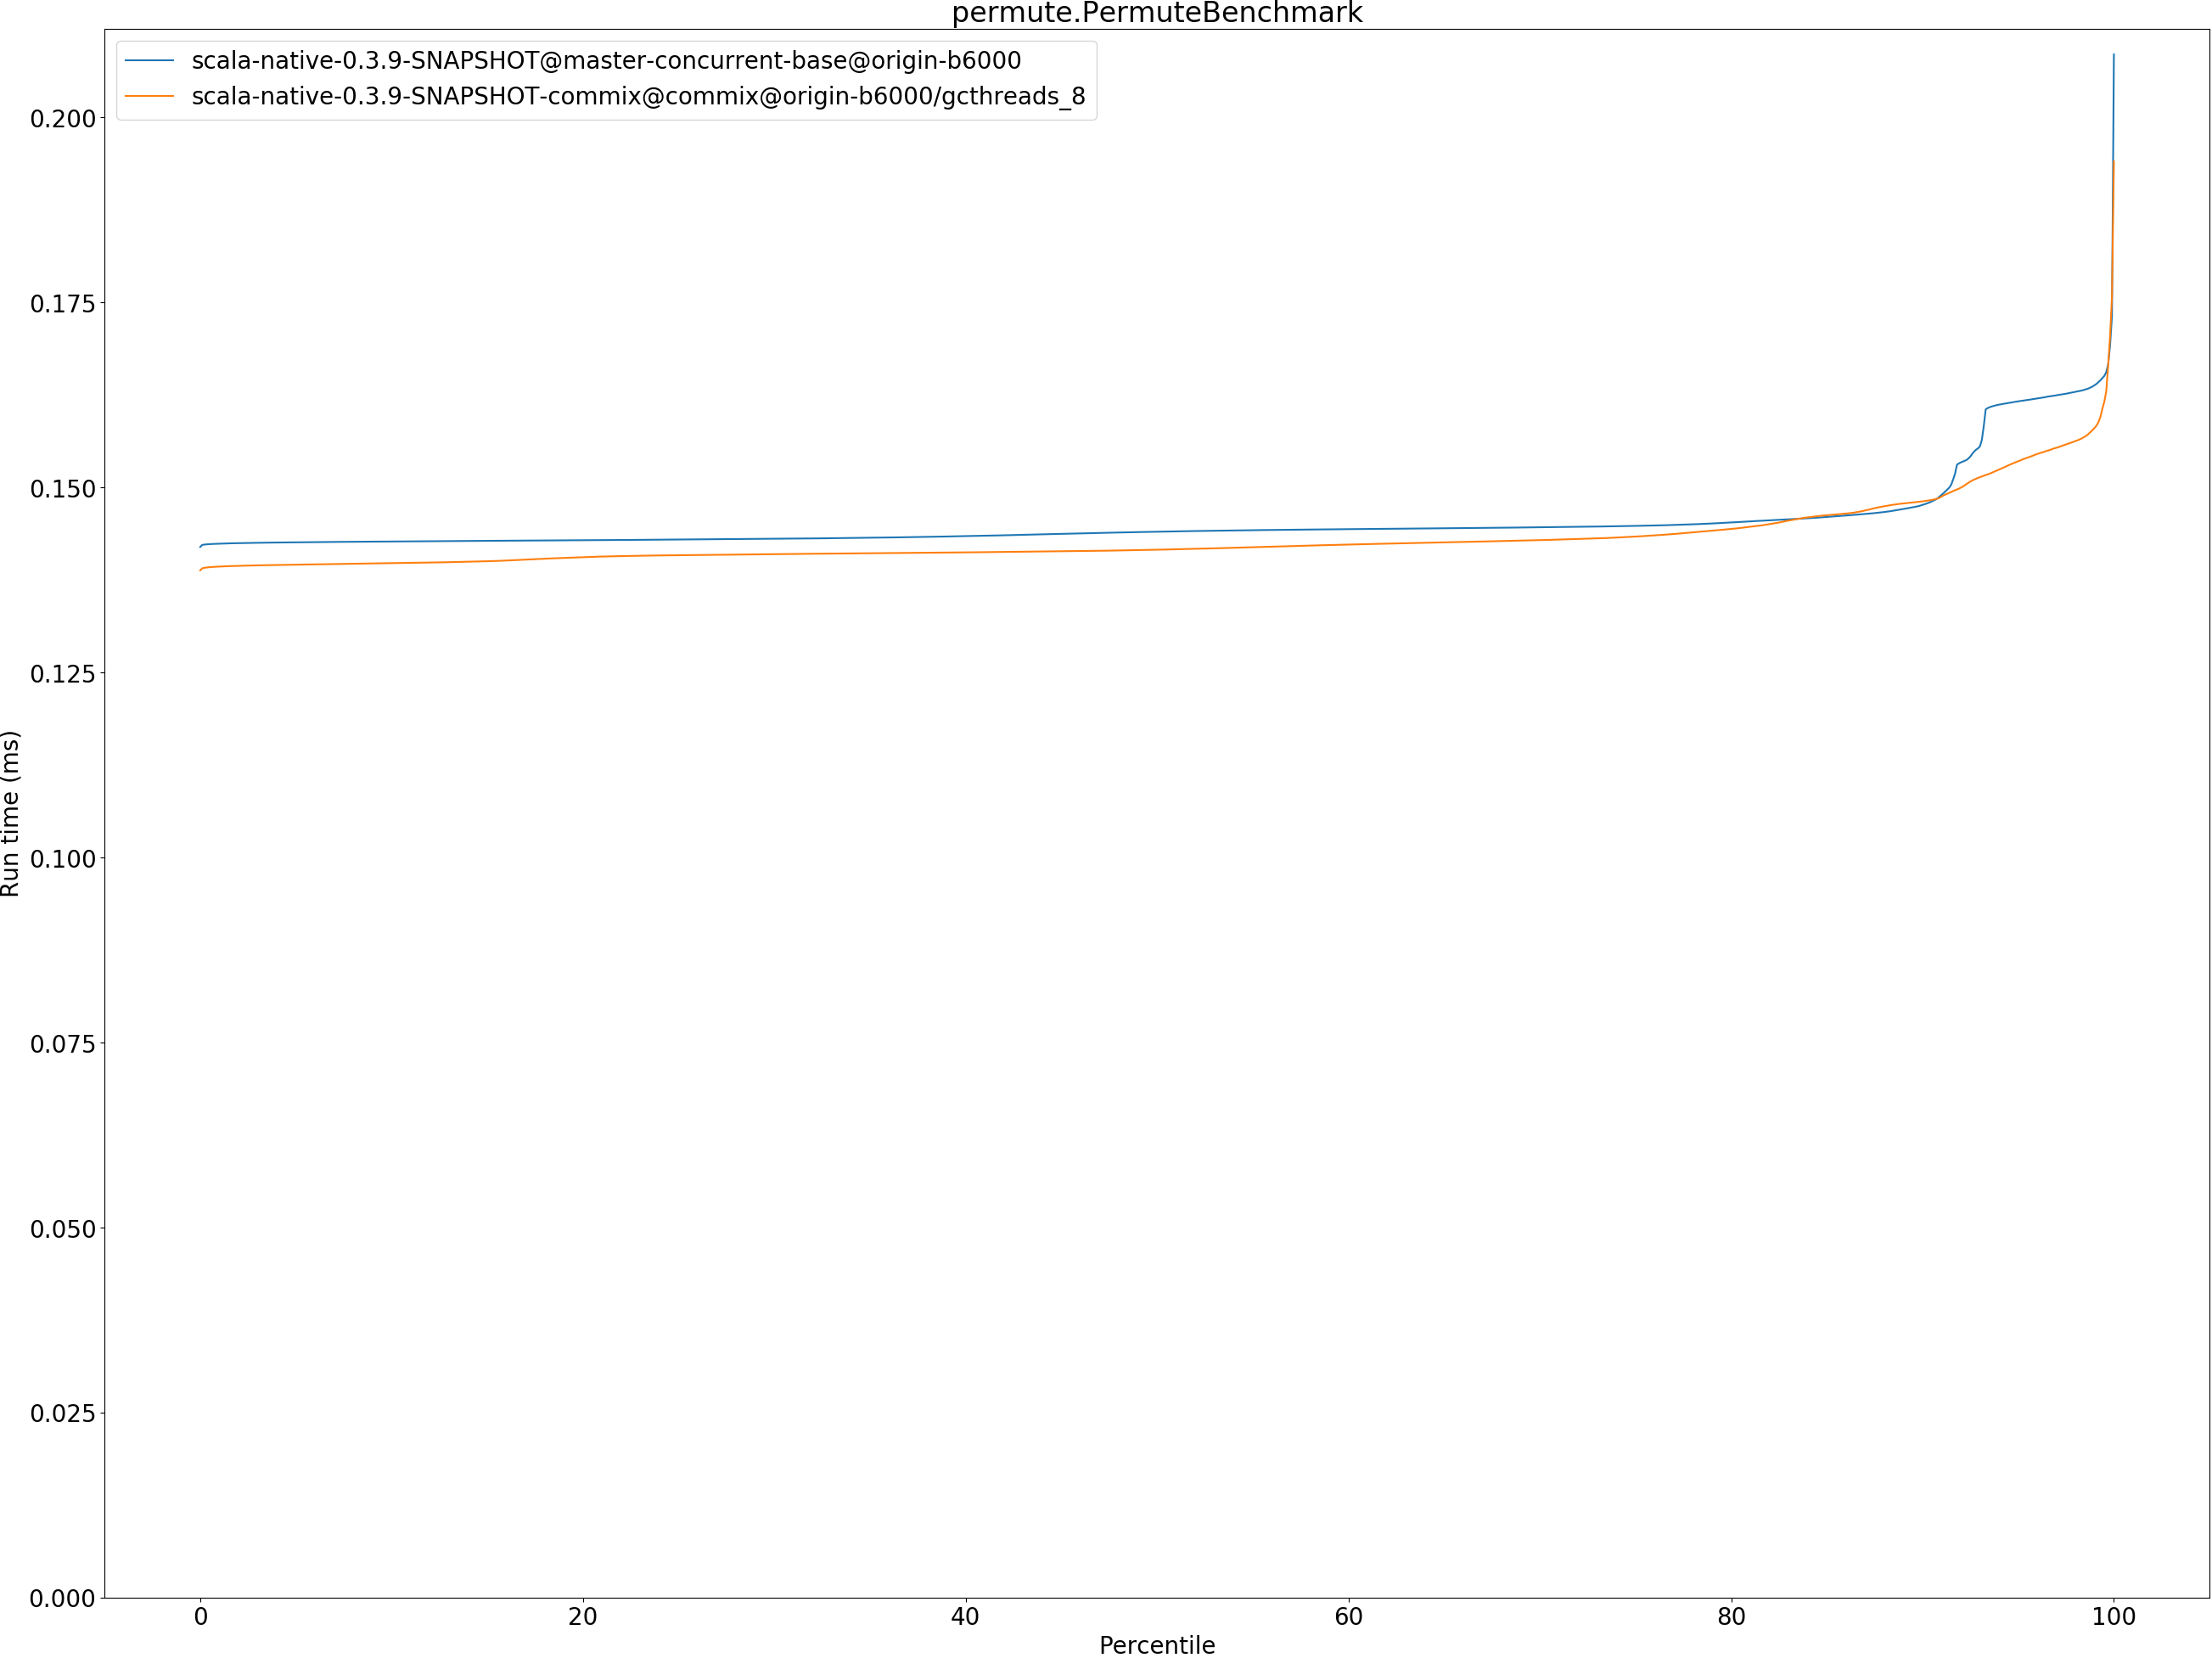 permute.PermuteBenchmark
scala-native-0.3.9-SNAPSHOT@master-concurrent-base@origin-b6000
scala-native-0.3.9-SNAPSHOT-commix@commix@origin-b6000/gcthreads_8
0.200
0.175
0.150
0.125
0.100
0.075
0.050
0.025
0.000
Run time (ms)
0 20 40 60 80 100
Percentile